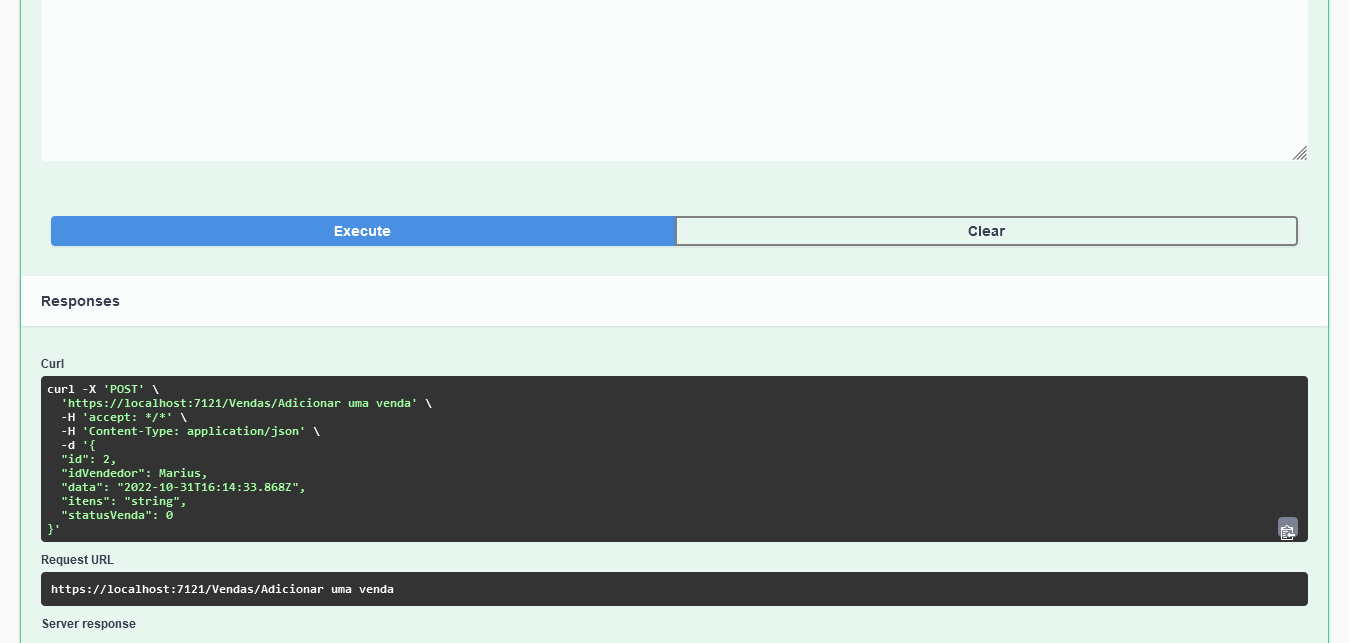 Execute
Clear
Responses
Curl
curl -X 'POST' \
  'https://localhost:7121/Vendas/Adicionar uma venda' \
  -H 'accept: */*' \
  -H 'Content-Type: application/json' \
  -d '{
  "id": 2,
  "idVendedor": Marius,
  "data": "2022-10-31T16:14:33.868Z",
  "itens": "string",
  "statusVenda": 0
}'
Request URL
https://localhost:7121/Vendas/Adicionar uma venda
Server response